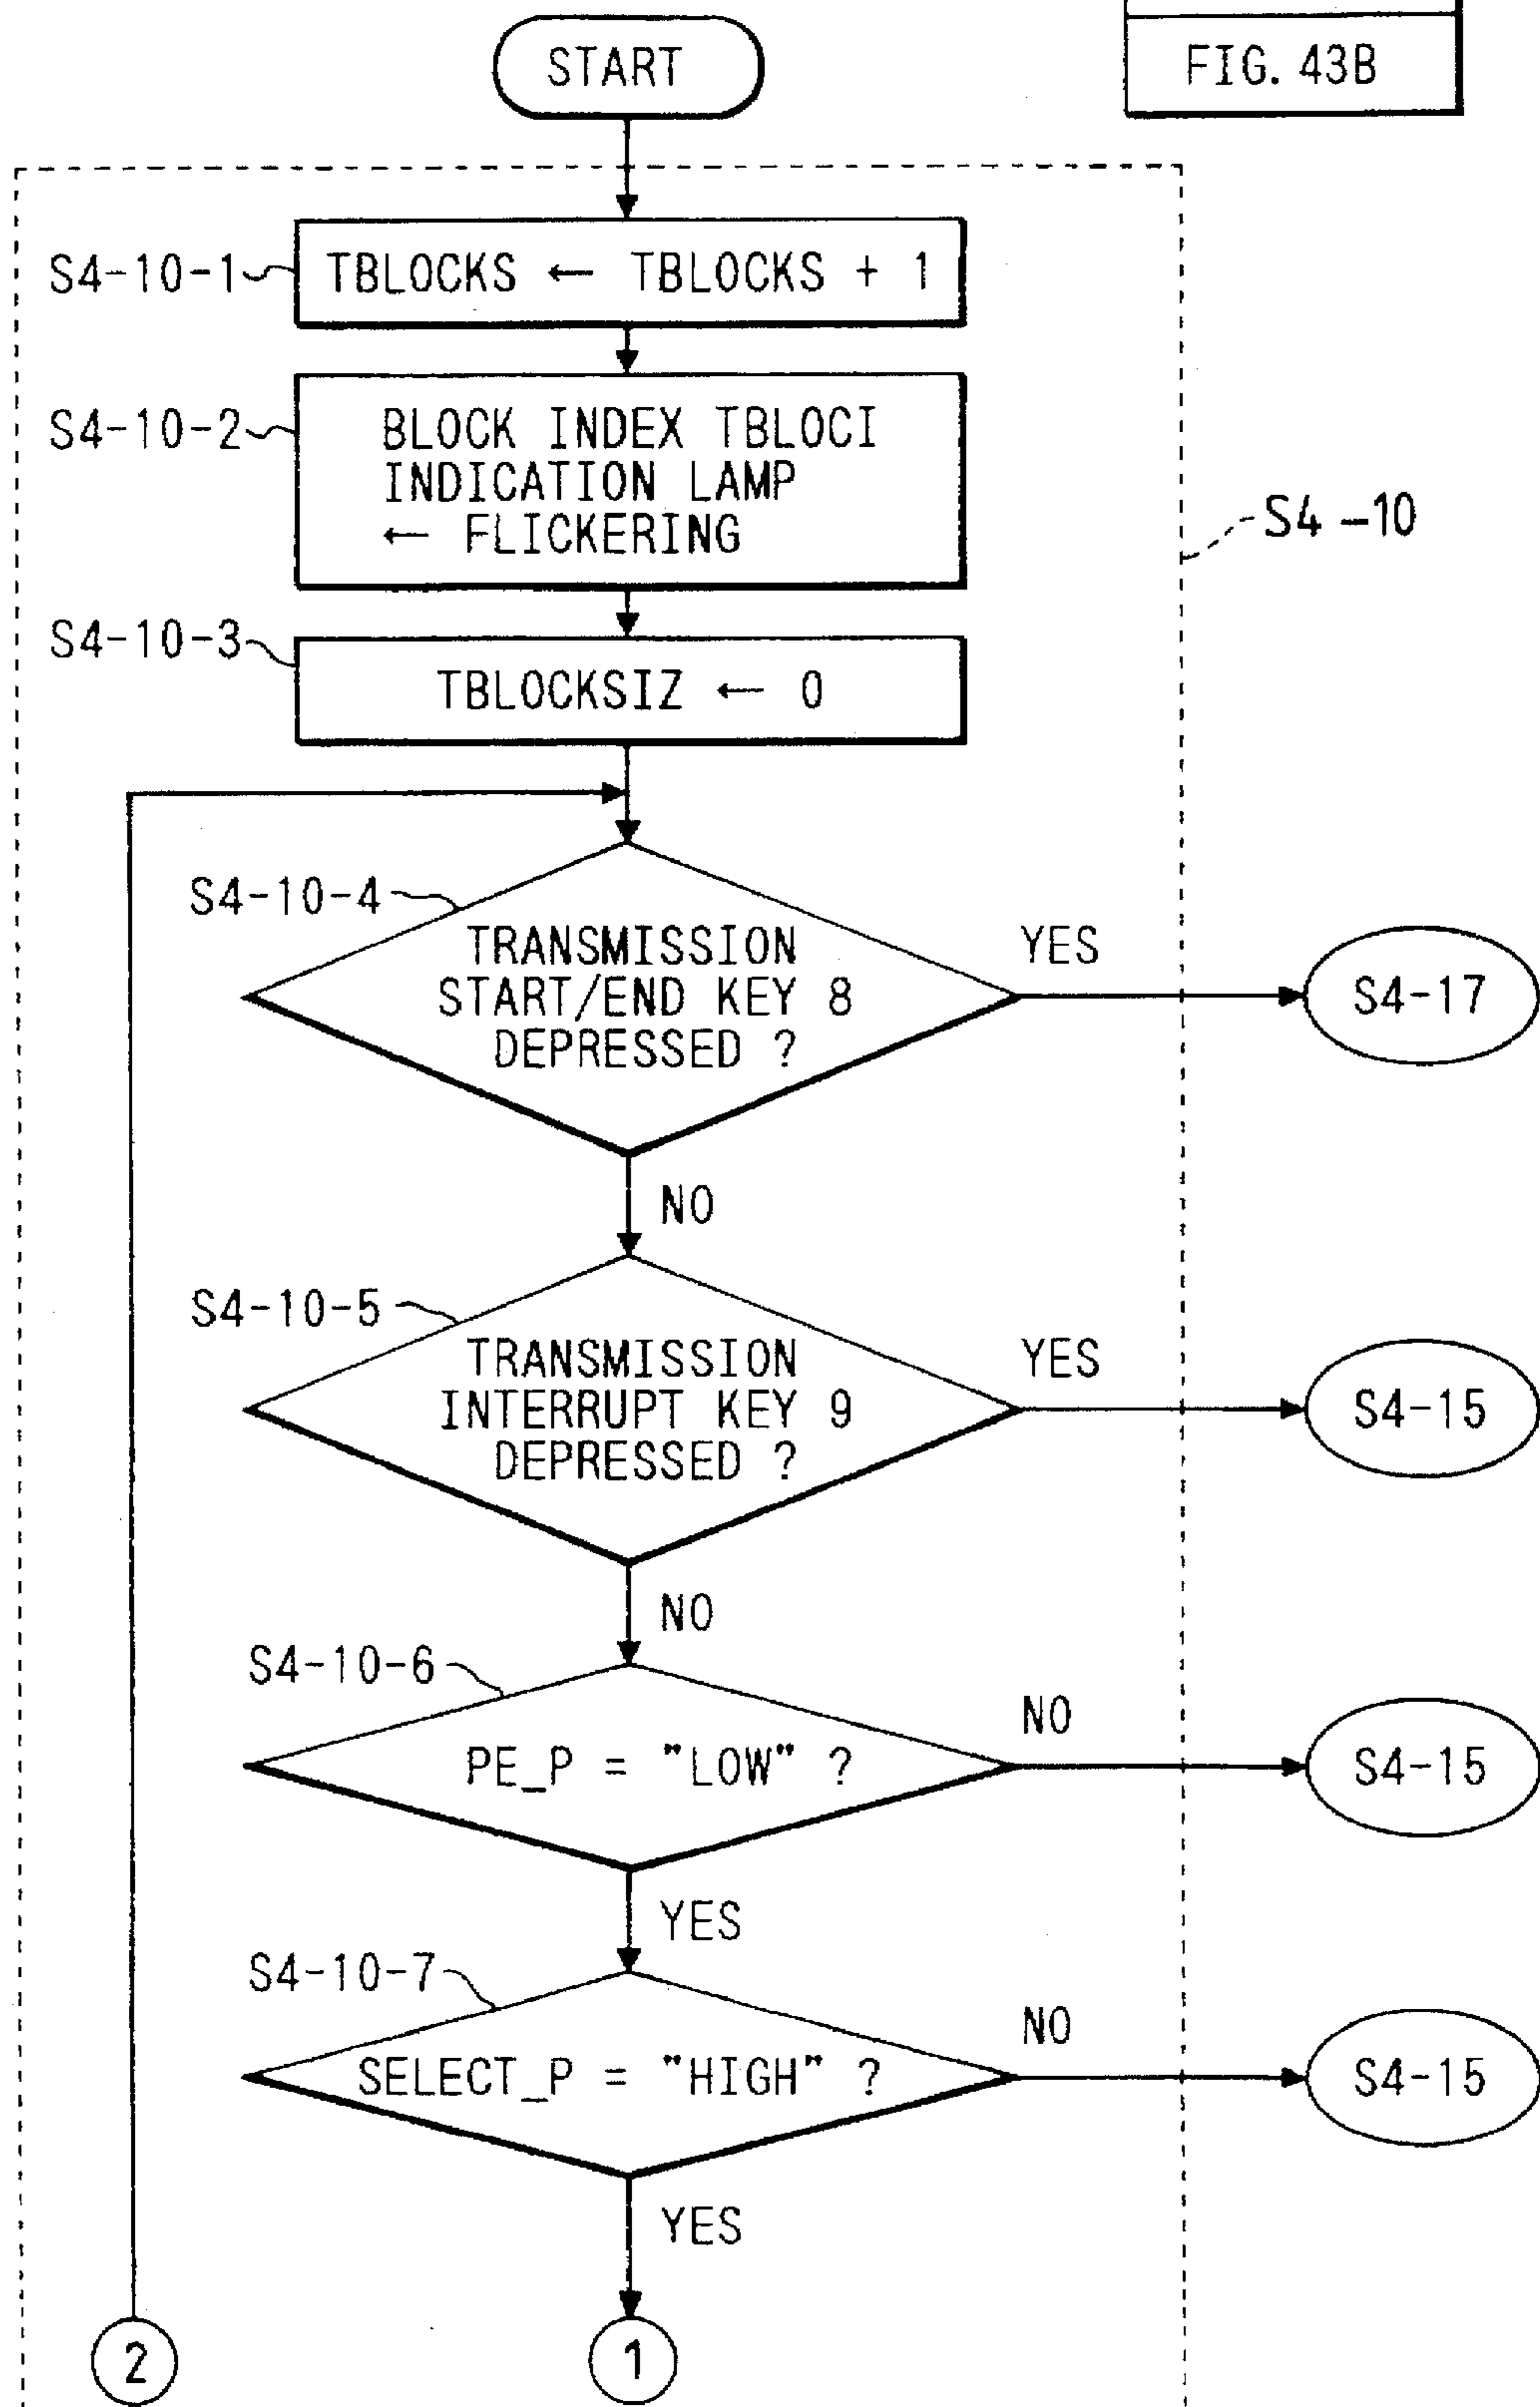 START
FIG. 43B
S4-10-1
TBLOCKS ← TBLOCKS + 1
S4-10-2
BLOCK INDEX TBLOCI
INDICATION LAMP
← FLICKERING
S4-10
S4-10-3
TBLOCKSIZ ← 0
S4-10-4
TRANSMISSION
START/END KEY 8
DEPRESSED ?
YES
S4-17
NO
S4-10-5
TRANSMISSION
INTERRUPT KEY 9
DEPRESSED ?
YES
S4-15
NO
S4-10-6
PE_P = "LOW" ?
NO
S4-15
YES
S4-10-7
SELECT_P = "HIGH" ?
NO
S4-15
YES
2
1